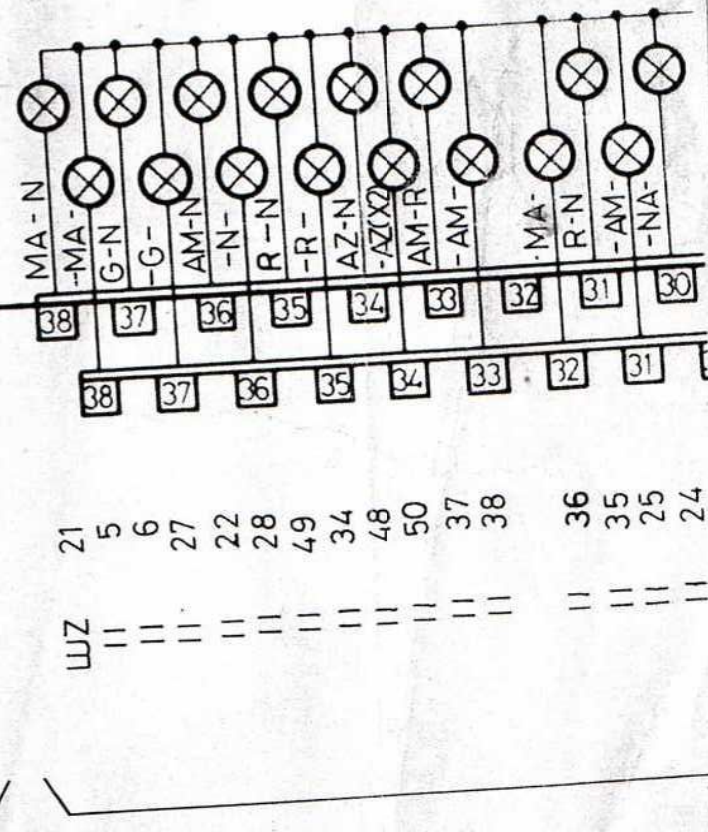 MA-N
-MA-
G-N
-G-
AM-N
-N-
R--N
-R-
AZ-N
-AZ(X2)
AM-R
-AM-
-MA-
R-N
-AM-
-NA-
38 37 36 35 34 33 32 31 30
38 37 36 35 34 33 32 31
LUZ 21
" 5
" 6
" 27
" 22
" 28
" 49
" 34
" 48
" 50
" 37
" 38
" 36
" 35
" 25
" 24